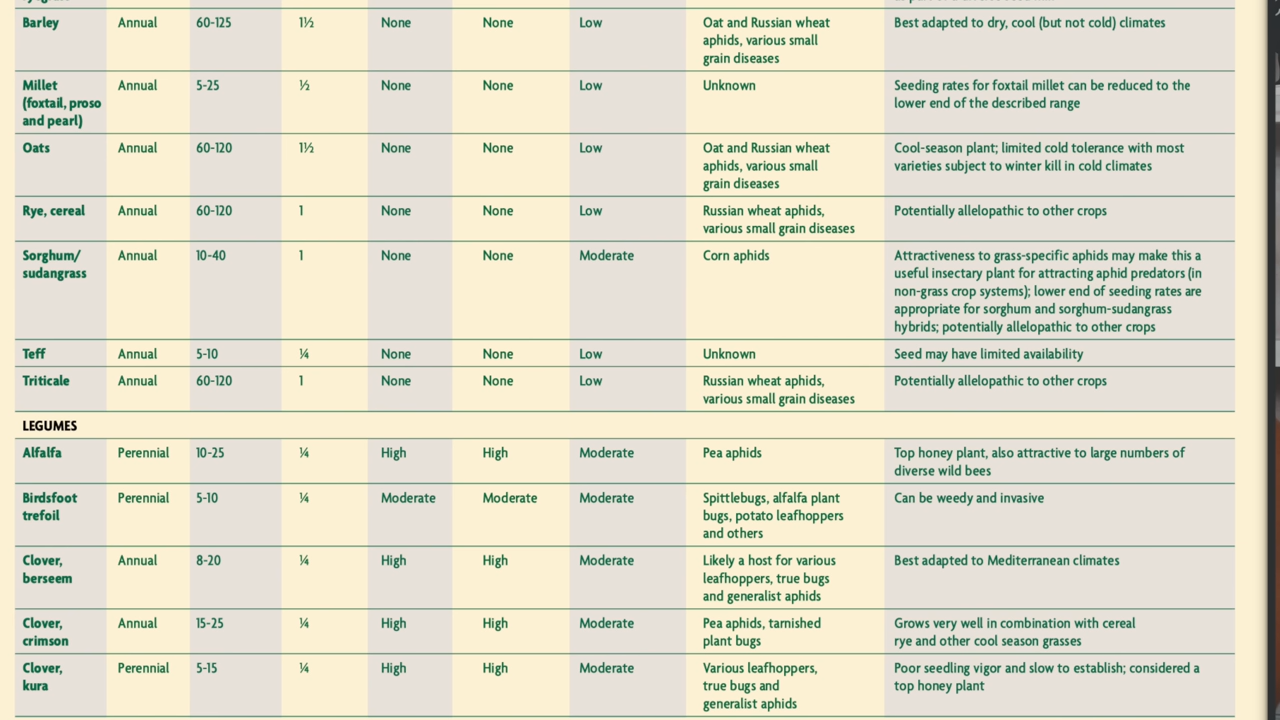 Barley Annual 60-125 1½ None None Low Oat and Russian wheat Best adapted to dry, cool (but not cold) climates
aphids, various small
grain diseases
Millet Annual 5-25 ½ None None Low Unknown Seeding rates for foxtail millet can be reduced to the
(foxtail, proso lower end of the described range
and pearl)
Oats Annual 60-120 1½ None None Low Oat and Russian wheat Cool-season plant; limited cold tolerance with most
aphids, various small varieties subject to winter kill in cold climates
grain diseases
Rye, cereal Annual 60-120 1 None None Low Russian wheat aphids, Potentially allelopathic to other crops
various small grain diseases
Sorghum/ Annual 10-40 1 None None Moderate Corn aphids Attractiveness to grass-specific aphids may make this a
sudangrass useful insectary plant for attracting aphid predators (in
non-grass crop systems); lower end of seeding rates are
appropriate for sorghum and sorghum-sudangrass
hybrids; potentially allelopathic to other crops
Teff Annual 5-10 ¼ None None Low Unknown Seed may have limited availability
Triticale Annual 60-120 1 None None Low Russian wheat aphids, Potentially allelopathic to other crops
various small grain diseases
LEGUMES
Alfalfa Perennial 10-25 ¼ High High Moderate Pea aphids Top honey plant, also attractive to large numbers of
diverse wild bees
Birdsfoot Perennial 5-10 ¼ Moderate Moderate Moderate Spittlebugs, alfalfa plant Can be weedy and invasive
trefoil bugs, potato leafhoppers
and others
Clover, Annual 8-20 ¼ High High Moderate Likely a host for various Best adapted to Mediterranean climates
berseem leafhoppers, true bugs
and generalist aphids
Clover, Annual 15-25 ¼ High High Moderate Pea aphids, tarnished Grows very well in combination with cereal
crimson plant bugs rye and other cool season grasses
Clover, Perennial 5-15 ¼ High High Moderate Various leafhoppers, Poor seedling vigor and slow to establish; considered a
kura true bugs and top honey plant
generalist aphids